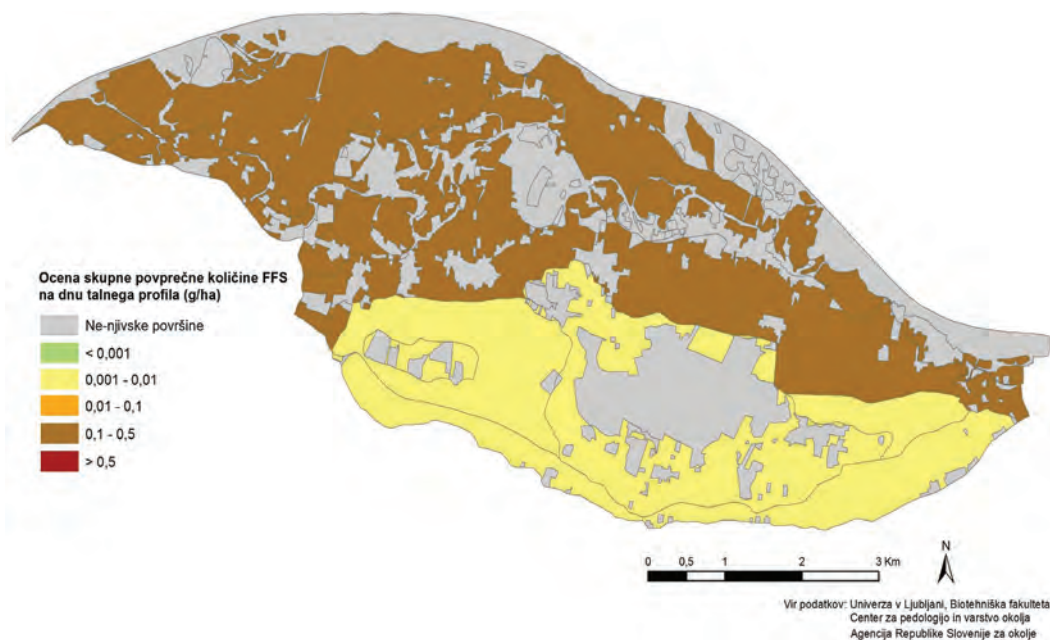 Ocena skupne povprečne količine FFS
na dnu talnega profila (g/ha)
Ne-njivske površine
< 0,001
0,001 - 0,01
0,01 - 0,1
0,1 - 0,5
> 0,5
0 0,5 1 2 3 Km
N
Vir podatkov: Univerza v Ljubljani, Biotehniška fakulteta
Center za pedologijo in varstvo okolja
Agencija Republike Slovenije za okolje